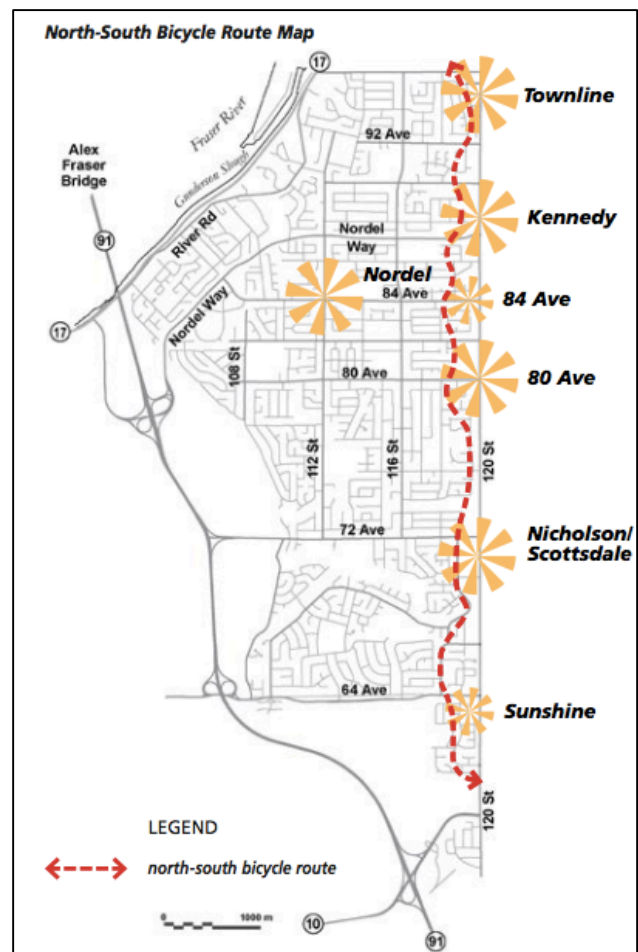 North-South Bicycle Route Map
17
Townline
Fraser River
92 Ave
Alex
Fraser
Bridge
Gunderson Slough
Kennedy
River Rd
Nordel
Way
91
Nordel
84 Ave
84 Ave
Nordel Way
17
108 St
80 Ave
80 Ave
112 St
116 St
120 St
72 Ave
Nicholson/
Scottsdale
64 Ave
Sunshine
120 St
LEGEND
north-south bicycle route
0
1000 m
10
91